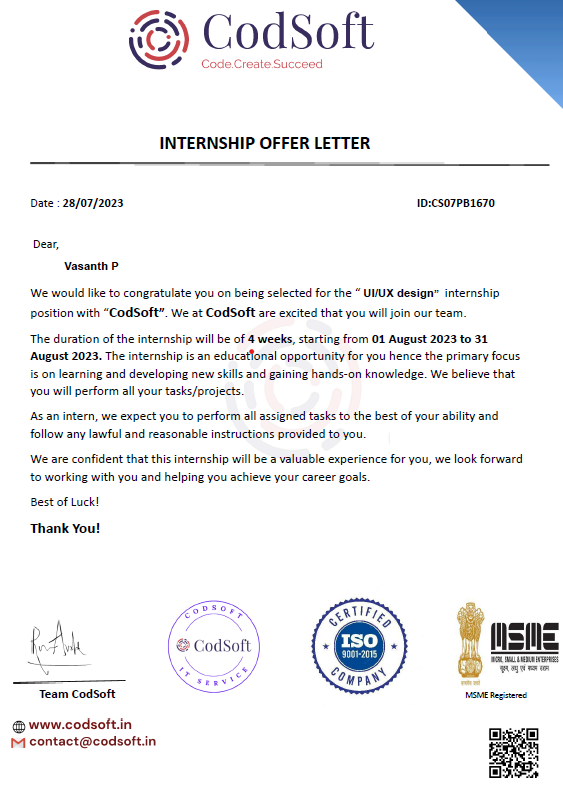 CodSoft
Code.Create.Succeed
INTERNSHIP OFFER LETTER
Date : 28/07/2023 ID:CS07PB1670
Dear,
Vasanth P
We would like to congratulate you on being selected for the “ UI/UX design” internship
position with “CodSoft”. We at CodSoft are excited that you will join our team.
The duration of the internship will be of 4 weeks, starting from 01 August 2023 to 31
August 2023. The internship is an educational opportunity for you hence the primary focus
is on learning and developing new skills and gaining hands-on knowledge. We believe that
you will perform all your tasks/projects.
As an intern, we expect you to perform all assigned tasks to the best of your ability and
follow any lawful and reasonable instructions provided to you.
We are confident that this internship will be a valuable experience for you, we look forward
to working with you and helping you achieve your career goals.
Best of Luck!
Thank You!
CODSOFT
CodSoft
IT SERVICE
CERTIFIED
ISO
9001-2015
COMPANY
सत्यमेव जयते
MSME
MICRO, SMALL & MEDIUM ENTERPRISES
सूक्ष्म, लघु एवं मध्यम उद्यम
Team CodSoft
MSME Registered
www.codsoft.in
contact@codsoft.in